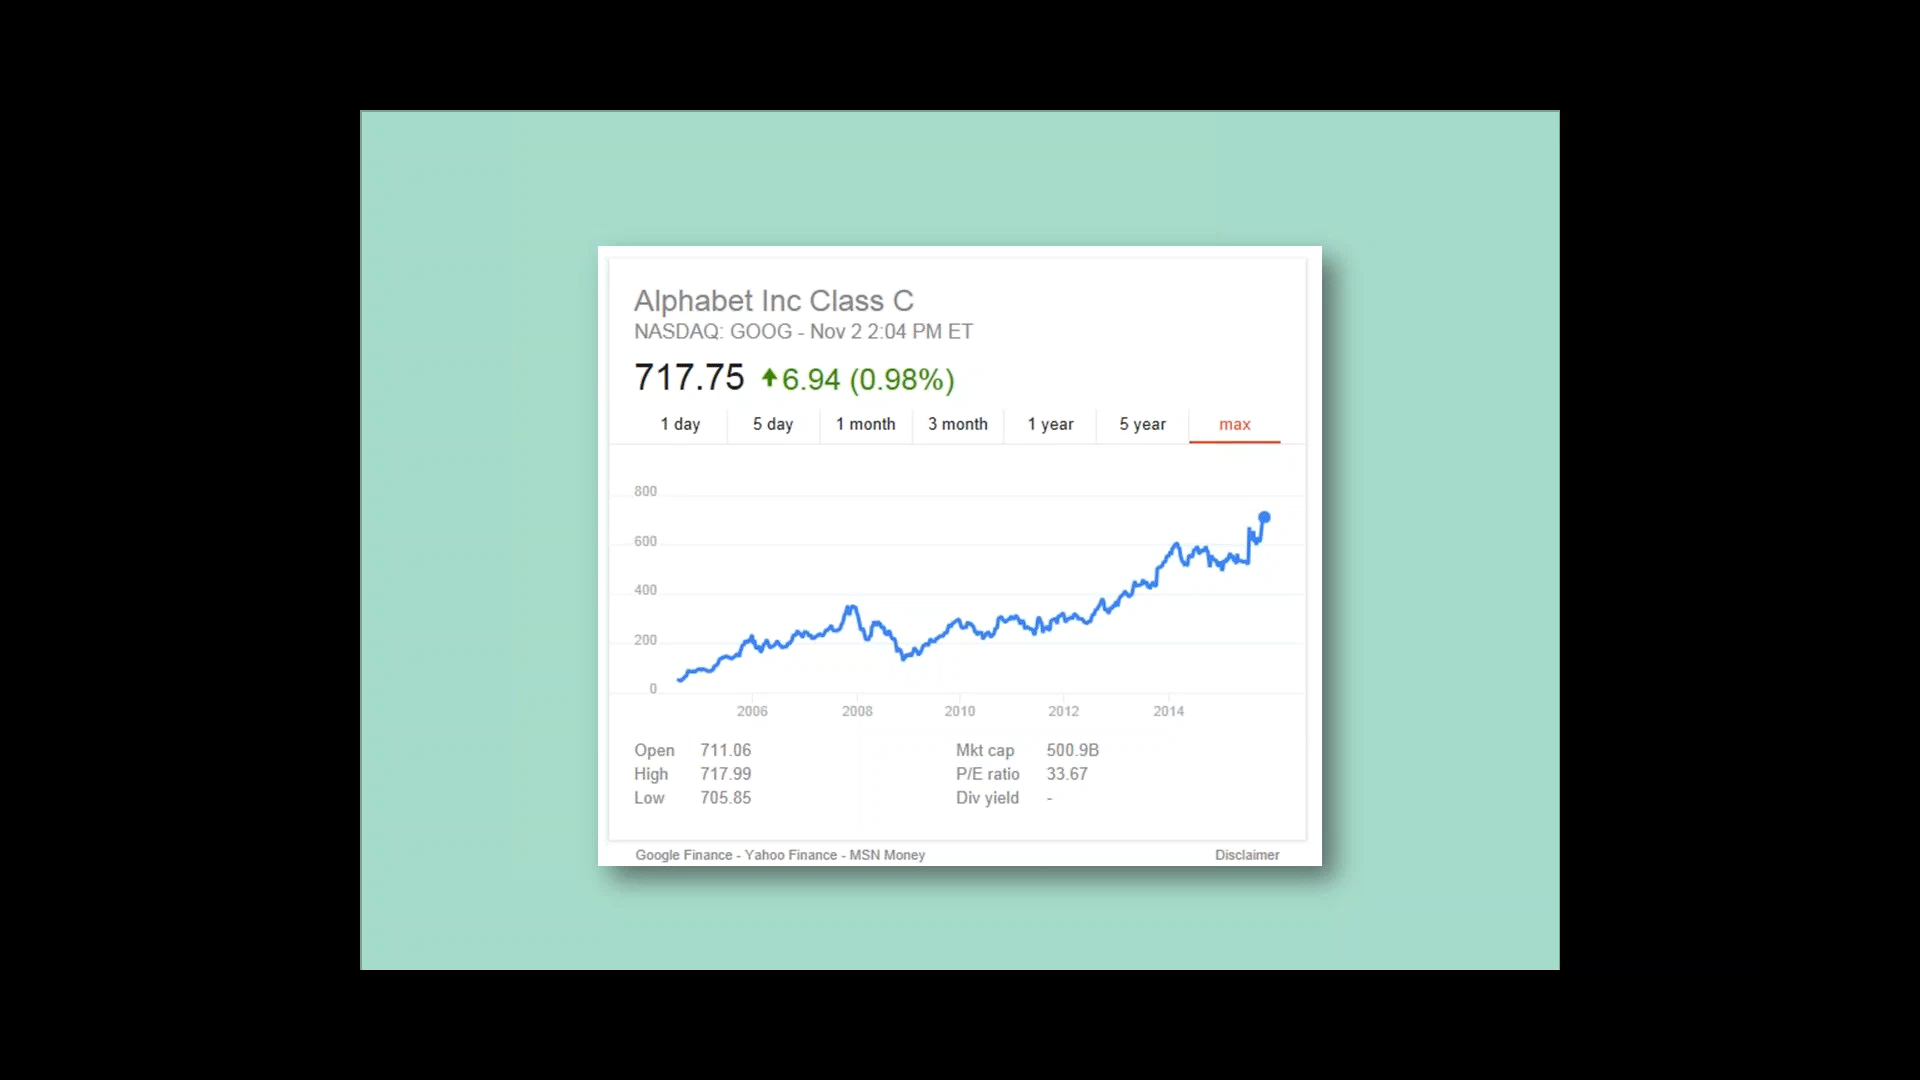 Alphabet Inc Class C
NASDAQ: GOOG - Nov 2 2:04 PM ET
717.75 6.94 (0.98%)
1 day 5 day 1 month 3 month 1 year 5 year max
800
600
400
200
0
2006 2008 2010 2012 2014
Open 711.06 Mkt cap 500.9B
High 717.99 P/E ratio 33.67
Low 705.85 Div yield -
Google Finance - Yahoo Finance - MSN Money Disclaimer